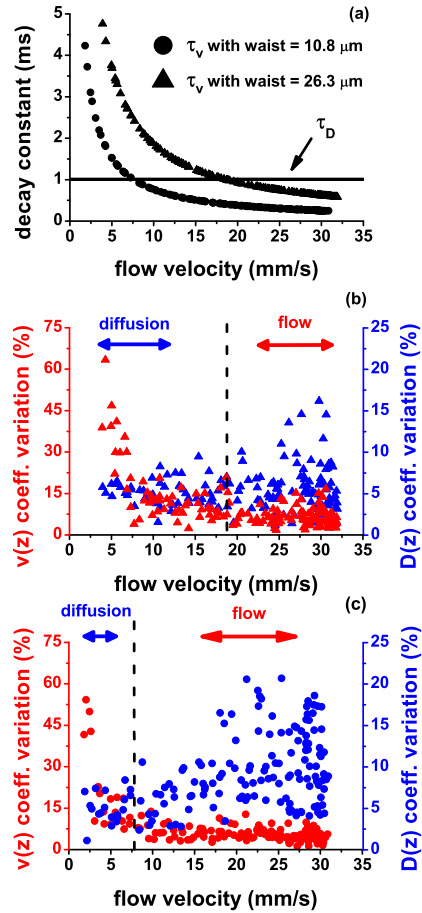 (a)
5
4
3
2
1
0
decay constant (ms)
τv with waist = 10.8 μm
τv with waist = 26.3 μm
τD
0 5 10 15 20 25 30 35
flow velocity (mm/s)
(b)
diffusion
flow
75
60
45
30
15
0
v(z) coeff. variation (%)
25
20
15
10
5
0
D(z) coeff. variation (%)
0 5 10 15 20 25 30 35
flow velocity (mm/s)
(c)
diffusion
flow
75
60
45
30
15
0
v(z) coeff. variation (%)
25
20
15
10
5
0
D(z) coeff. variation (%)
0 5 10 15 20 25 30 35
flow velocity (mm/s)